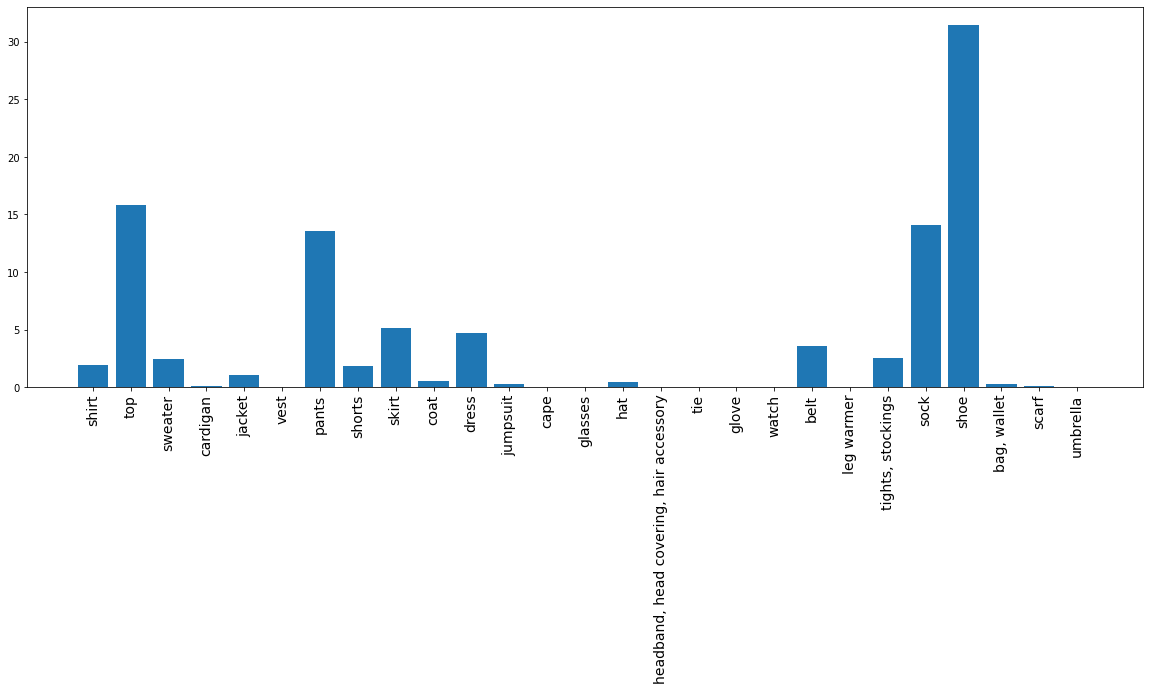 30
25
20
15
10
5
0
shirt
top
sweater
cardigan
jacket
vest
pants
shorts
skirt
coat
dress
jumpsuit
cape
glasses
hat
headband, head covering, hair accessory
tie
glove
watch
belt
leg warmer
tights, stockings
sock
shoe
bag, wallet
scarf
umbrella